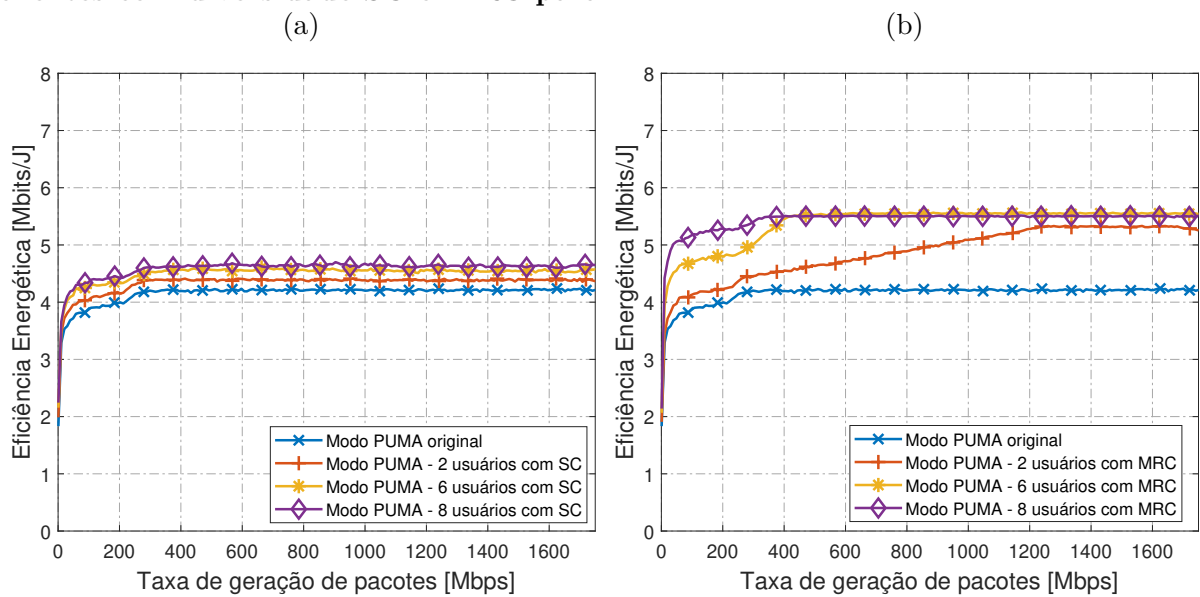 (a)
(b)
8
7
6
5
4
3
2
1
0
Eficiência Energética [Mbits/J]
Modo PUMA original
Modo PUMA - 2 usuários com SC
Modo PUMA - 6 usuários com SC
Modo PUMA - 8 usuários com SC
0 200 400 600 800 1000 1200 1400 1600
Taxa de geração de pacotes [Mbps]
8
7
6
5
4
3
2
1
0
Eficiência Energética [Mbits/J]
Modo PUMA original
Modo PUMA - 2 usuários com MRC
Modo PUMA - 6 usuários com MRC
Modo PUMA - 8 usuários com MRC
0 200 400 600 800 1000 1200 1400 1600
Taxa de geração de pacotes [Mbps]